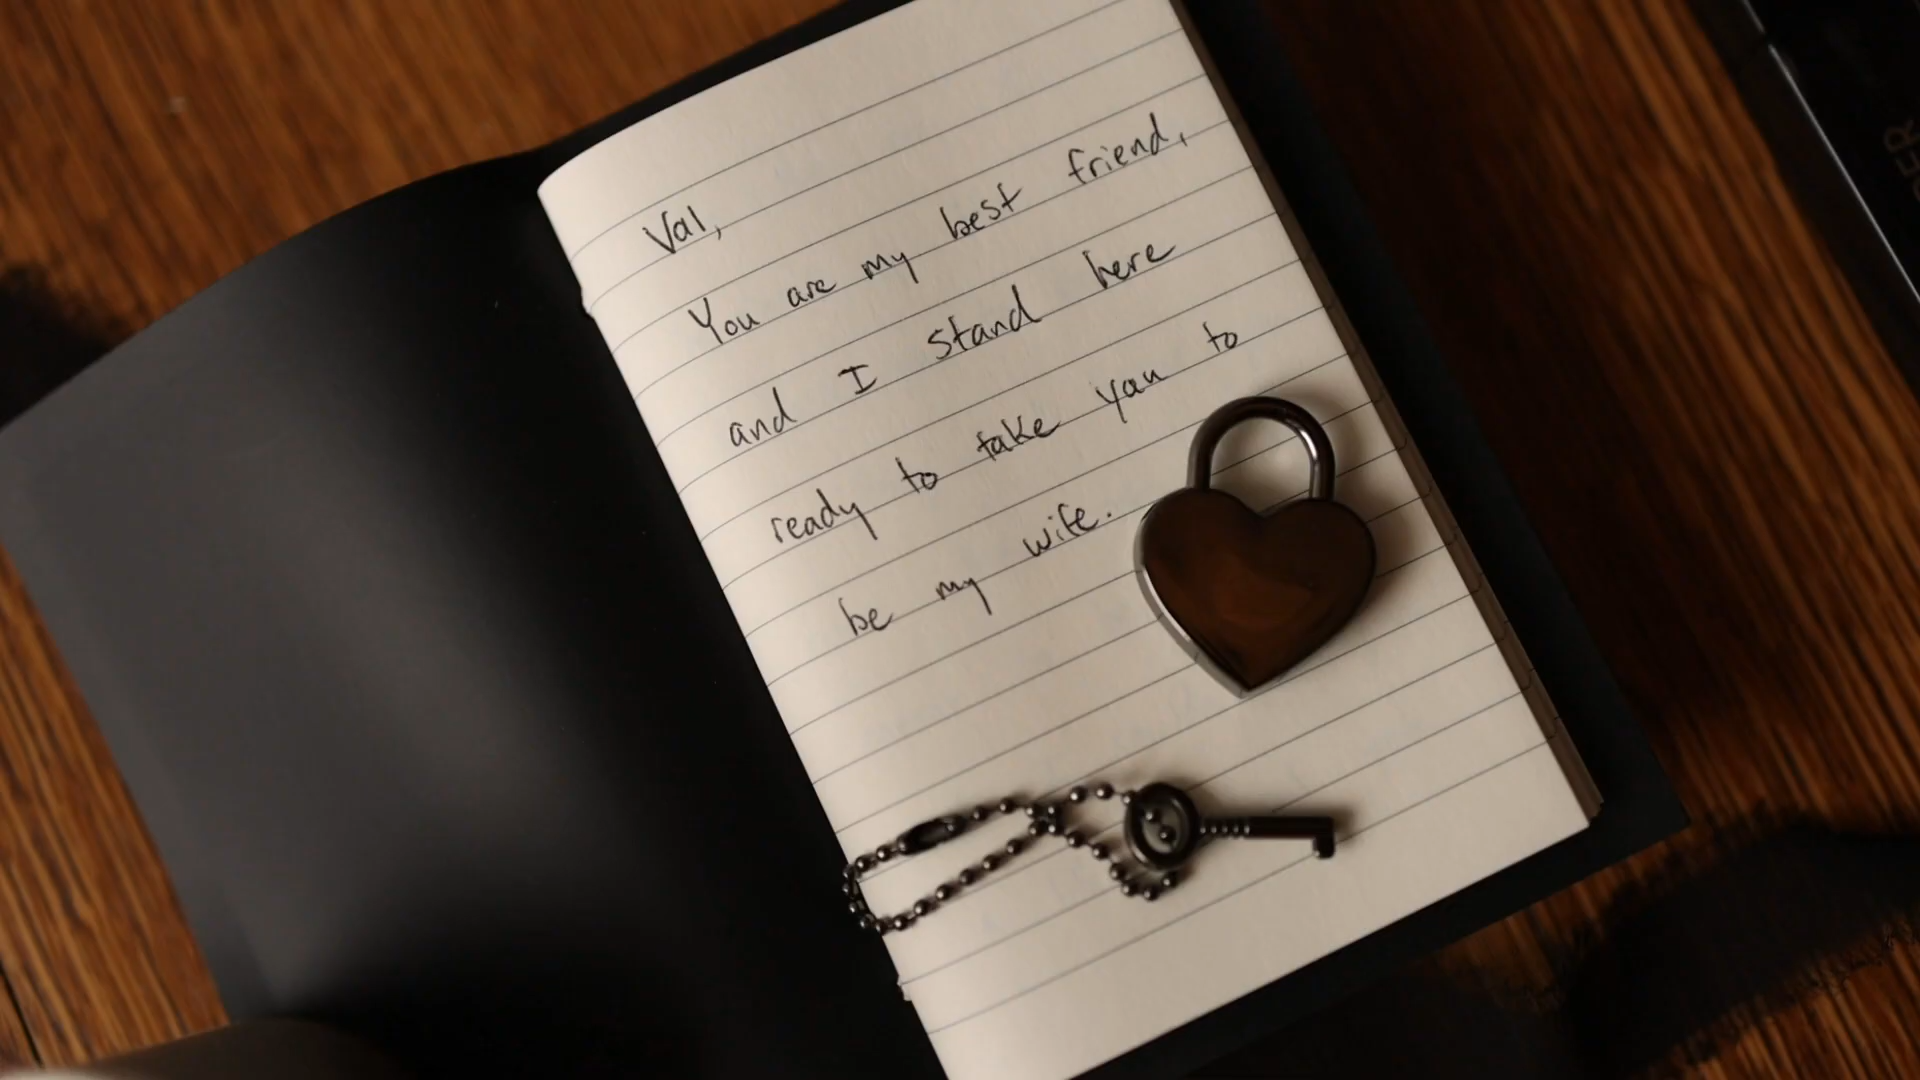 Val,
You are my best friend,
and I stand here
ready to take you to
be my wife.